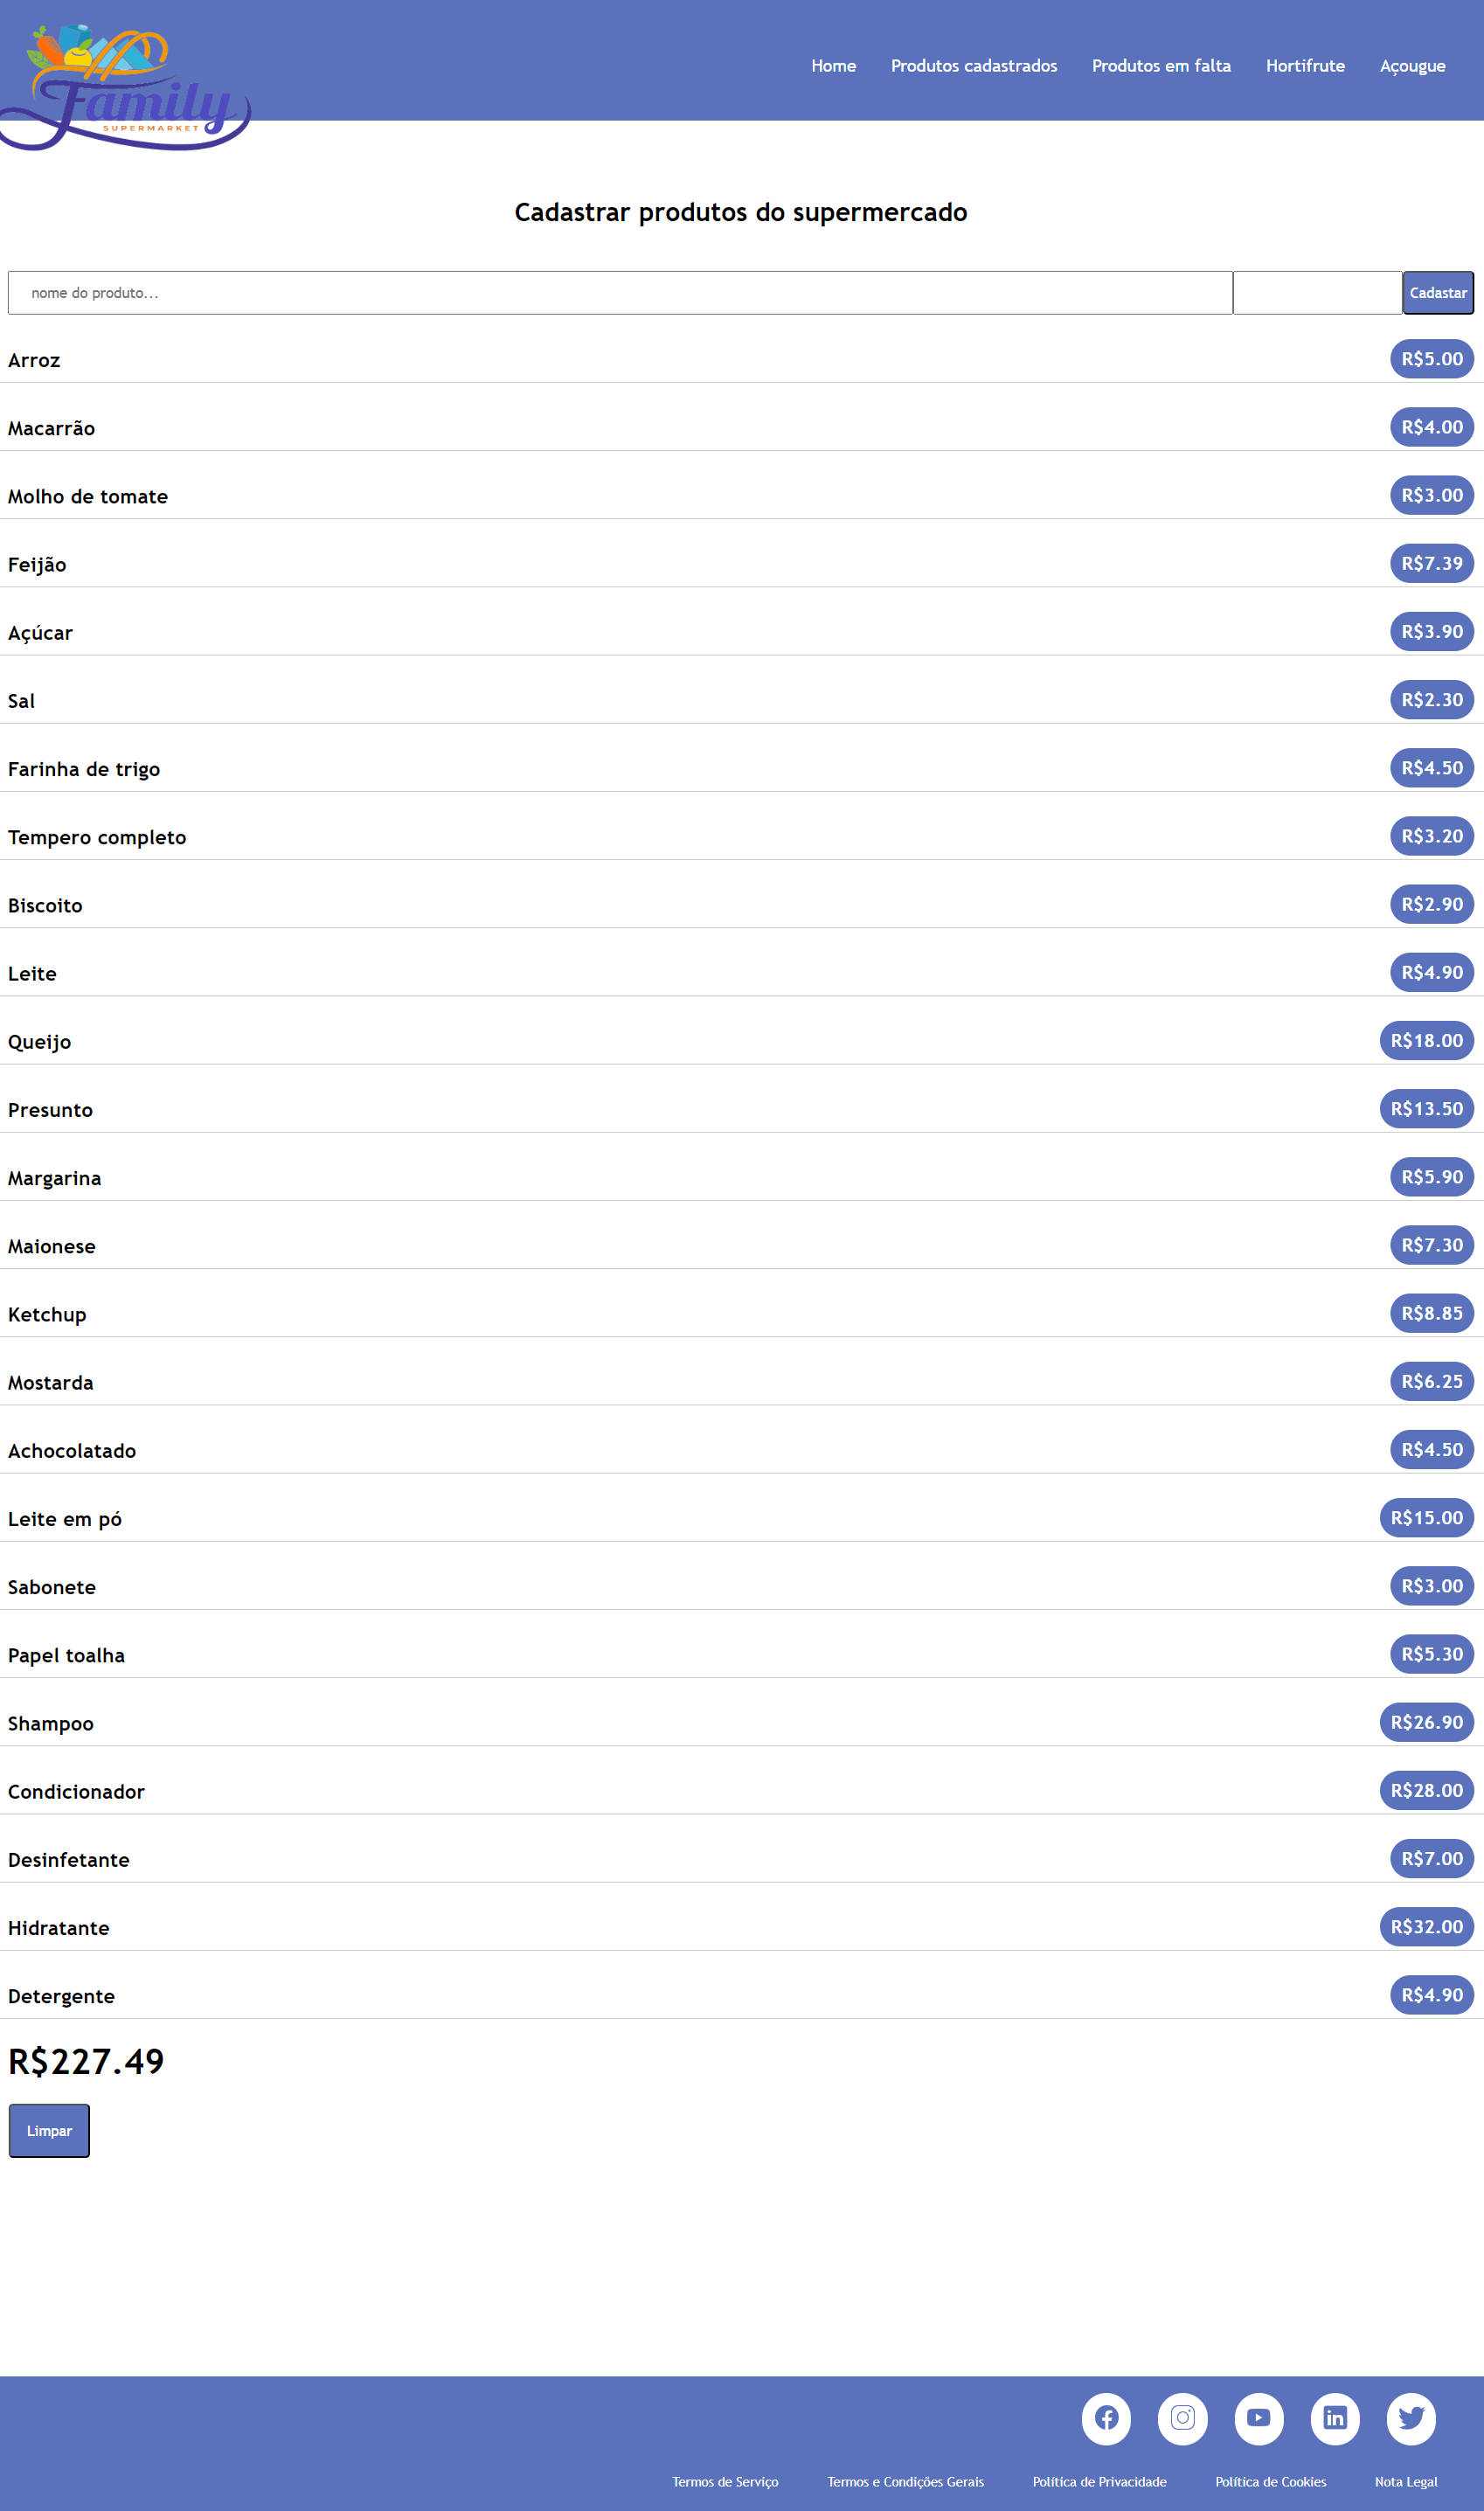 Family
SUPERMARKET
Home Produtos cadastrados Produtos em falta Hortifrute Açougue
Cadastrar produtos do supermercado
nome do produto... Cadastar
Arroz R$5.00
Macarrão R$4.00
Molho de tomate R$3.00
Feijão R$7.39
Açúcar R$3.90
Sal R$2.30
Farinha de trigo R$4.50
Tempero completo R$3.20
Biscoito R$2.90
Leite R$4.90
Queijo R$18.00
Presunto R$13.50
Margarina R$5.90
Maionese R$7.30
Ketchup R$8.85
Mostarda R$6.25
Achocolatado R$4.50
Leite em pó R$15.00
Sabonete R$3.00
Papel toalha R$5.30
Shampoo R$26.90
Condicionador R$28.00
Desinfetante R$7.00
Hidratante R$32.00
Detergente R$4.90
R$227.49
Limpar
Termos de Serviço Termos e Condições Gerais Política de Privacidade Política de Cookies Nota Legal